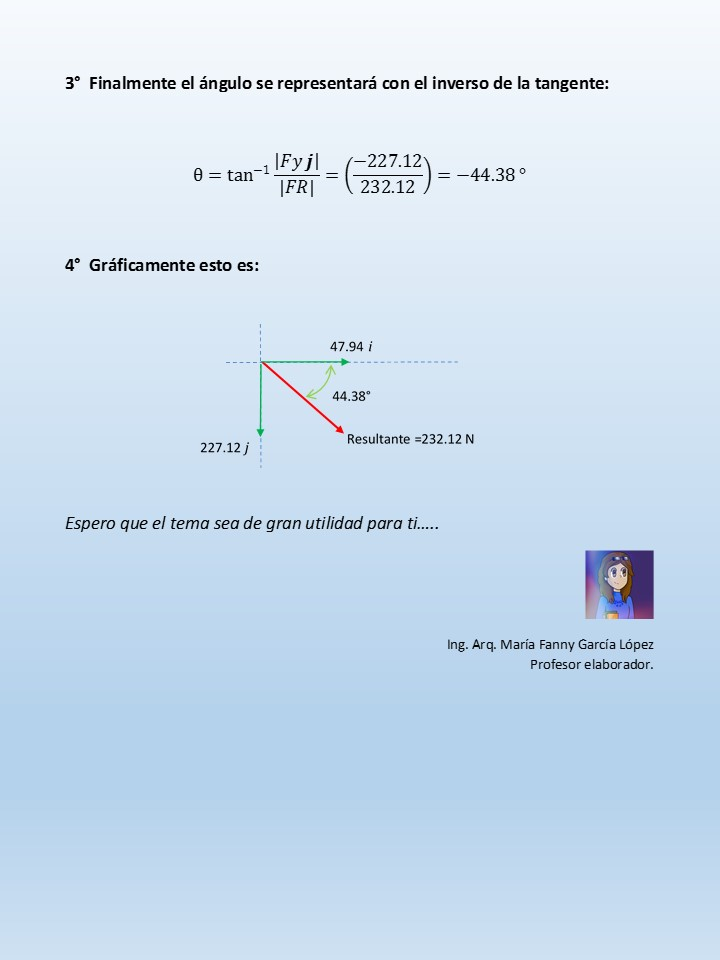 3° Finalmente el ángulo se representará con el inverso de la tangente:
θ = tan⁻¹ |Fy j| / |FR| = (−227.12 / 232.12) = −44.38 °
4° Gráficamente esto es:
47.94 i
44.38°
Resultante =232.12 N
227.12 j
Espero que el tema sea de gran utilidad para ti…..
Ing. Arq. María Fanny García López
Profesor elaborador.